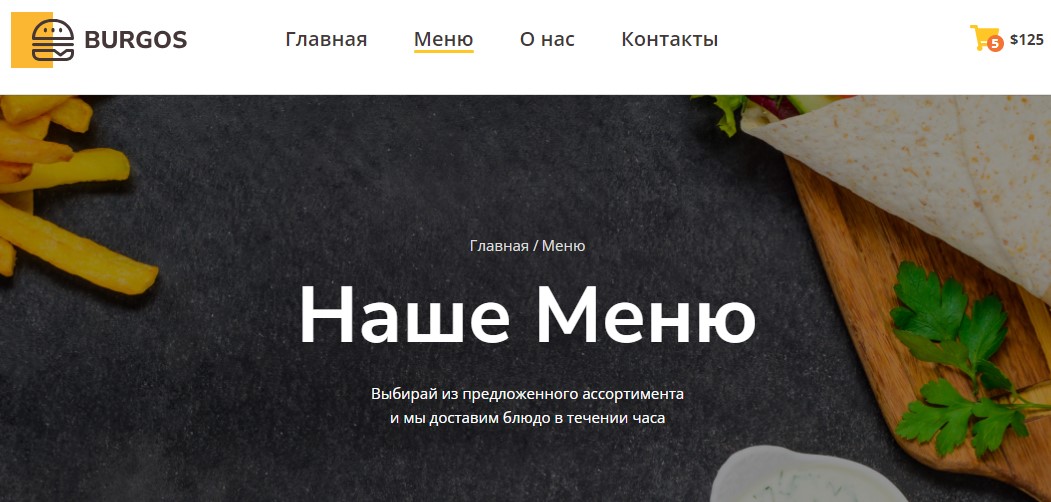 BURGOS
Главная Меню О нас Контакты
5 $125
Главная / Меню
Наше Меню
Выбирай из предложенного ассортимента
и мы доставим блюдо в течении часа